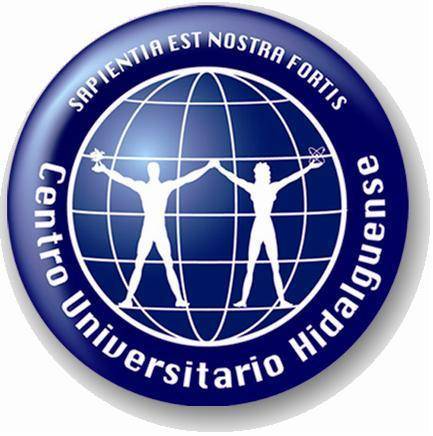 SAPIENTIA EST NOSTRA FORTIS
Centro Universitario Hidalguense